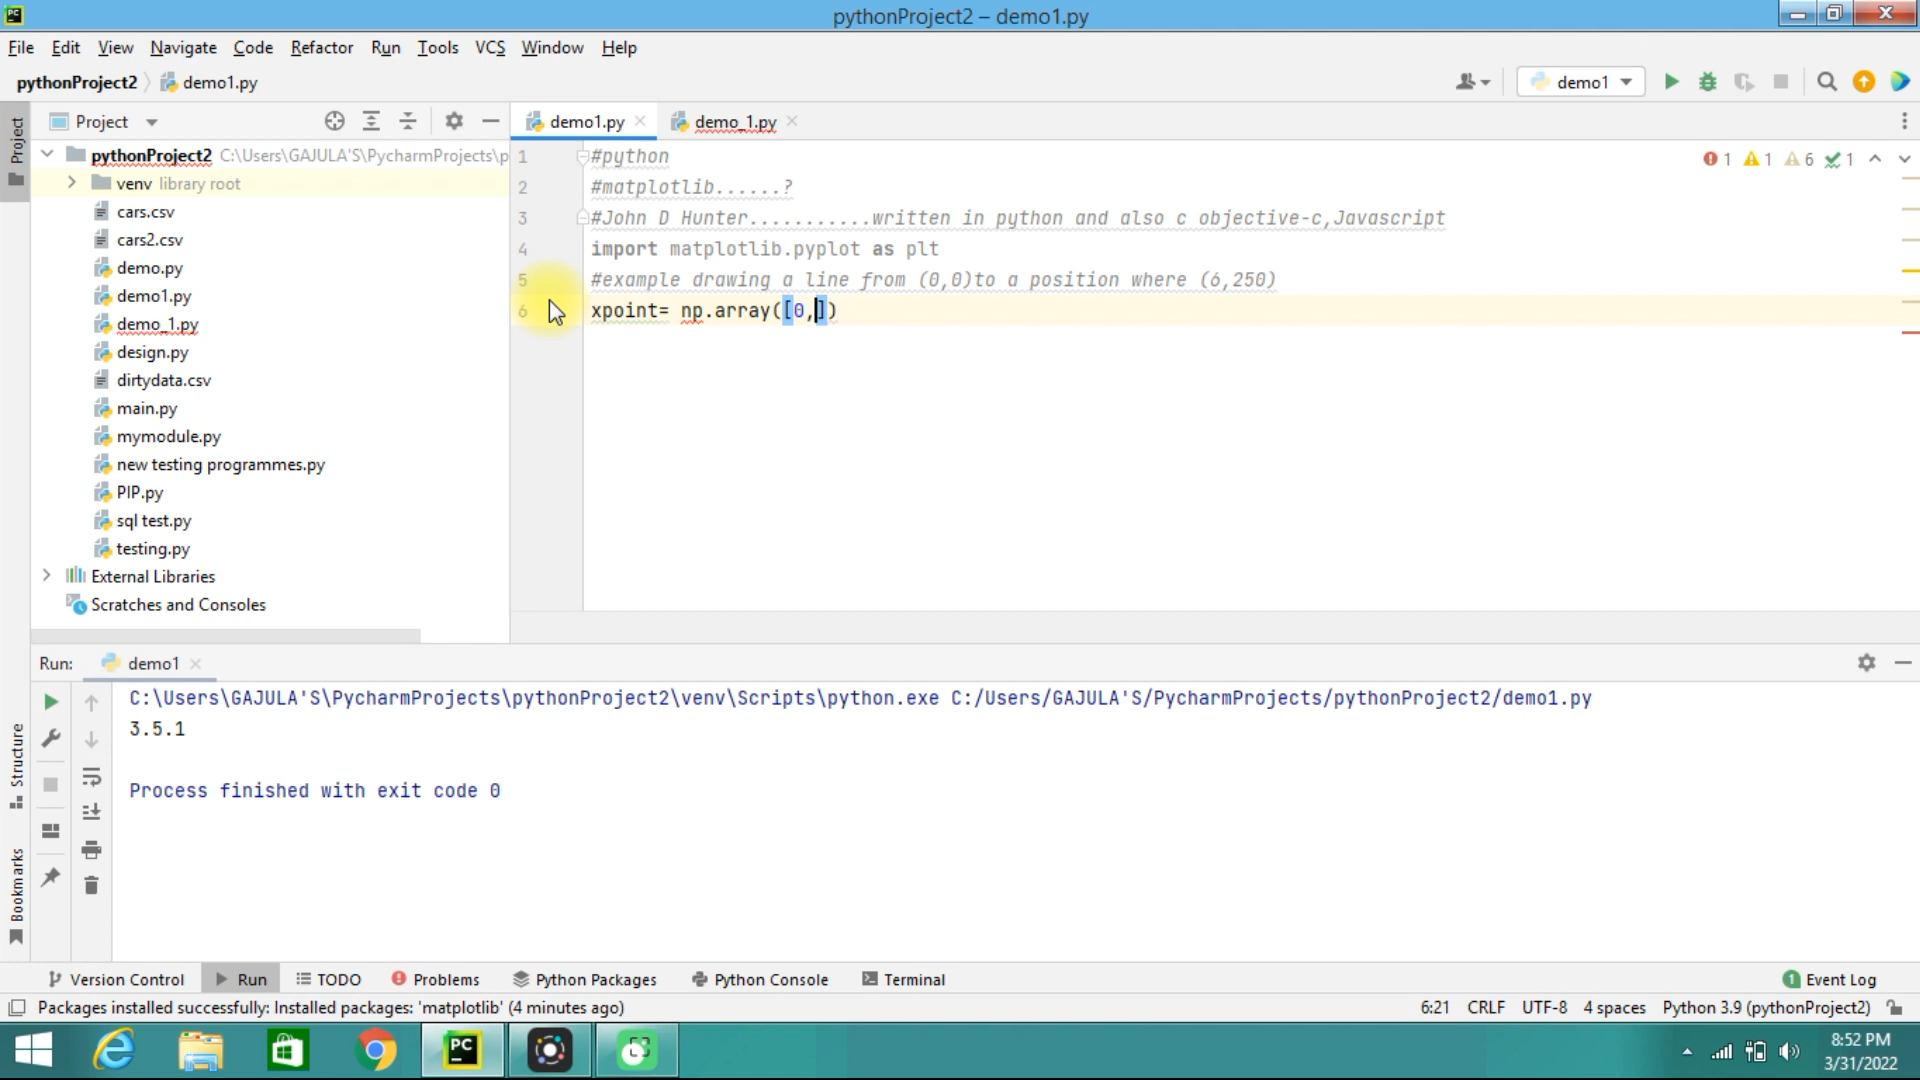 PC
pythonProject2 – demo1.py
File Edit View Navigate Code Refactor Run Tools VCS Window Help
pythonProject2 demo1.py
demo1
Project
Project
demo1.py
demo_1.py
pythonProject2 C:\Users\GAJULA'S\PycharmProjects\p
venv library root
cars.csv
cars2.csv
demo.py
demo1.py
demo_1.py
design.py
dirtydata.csv
main.py
mymodule.py
new testing programmes.py
PIP.py
sql test.py
testing.py
External Libraries
Scratches and Consoles
1 #python
2 #matplotlib......?
3 #John D Hunter...........written in python and also c objective-c,Javascript
4 import matplotlib.pyplot as plt
5 #example drawing a line from (0,0)to a position where (6,250)
6 xpoint= np.array([0,])
1 1 6 1
Run: demo1
C:\Users\GAJULA'S\PycharmProjects\pythonProject2\venv\Scripts\python.exe C:/Users/GAJULA'S/PycharmProjects/pythonProject2/demo1.py
3.5.1
Process finished with exit code 0
Structure
Bookmarks
Version Control Run TODO Problems Python Packages Python Console Terminal
1 Event Log
Packages installed successfully: Installed packages: 'matplotlib' (4 minutes ago)
6:21 CRLF UTF-8 4 spaces Python 3.9 (pythonProject2)
PC
8:52 PM
3/31/2022